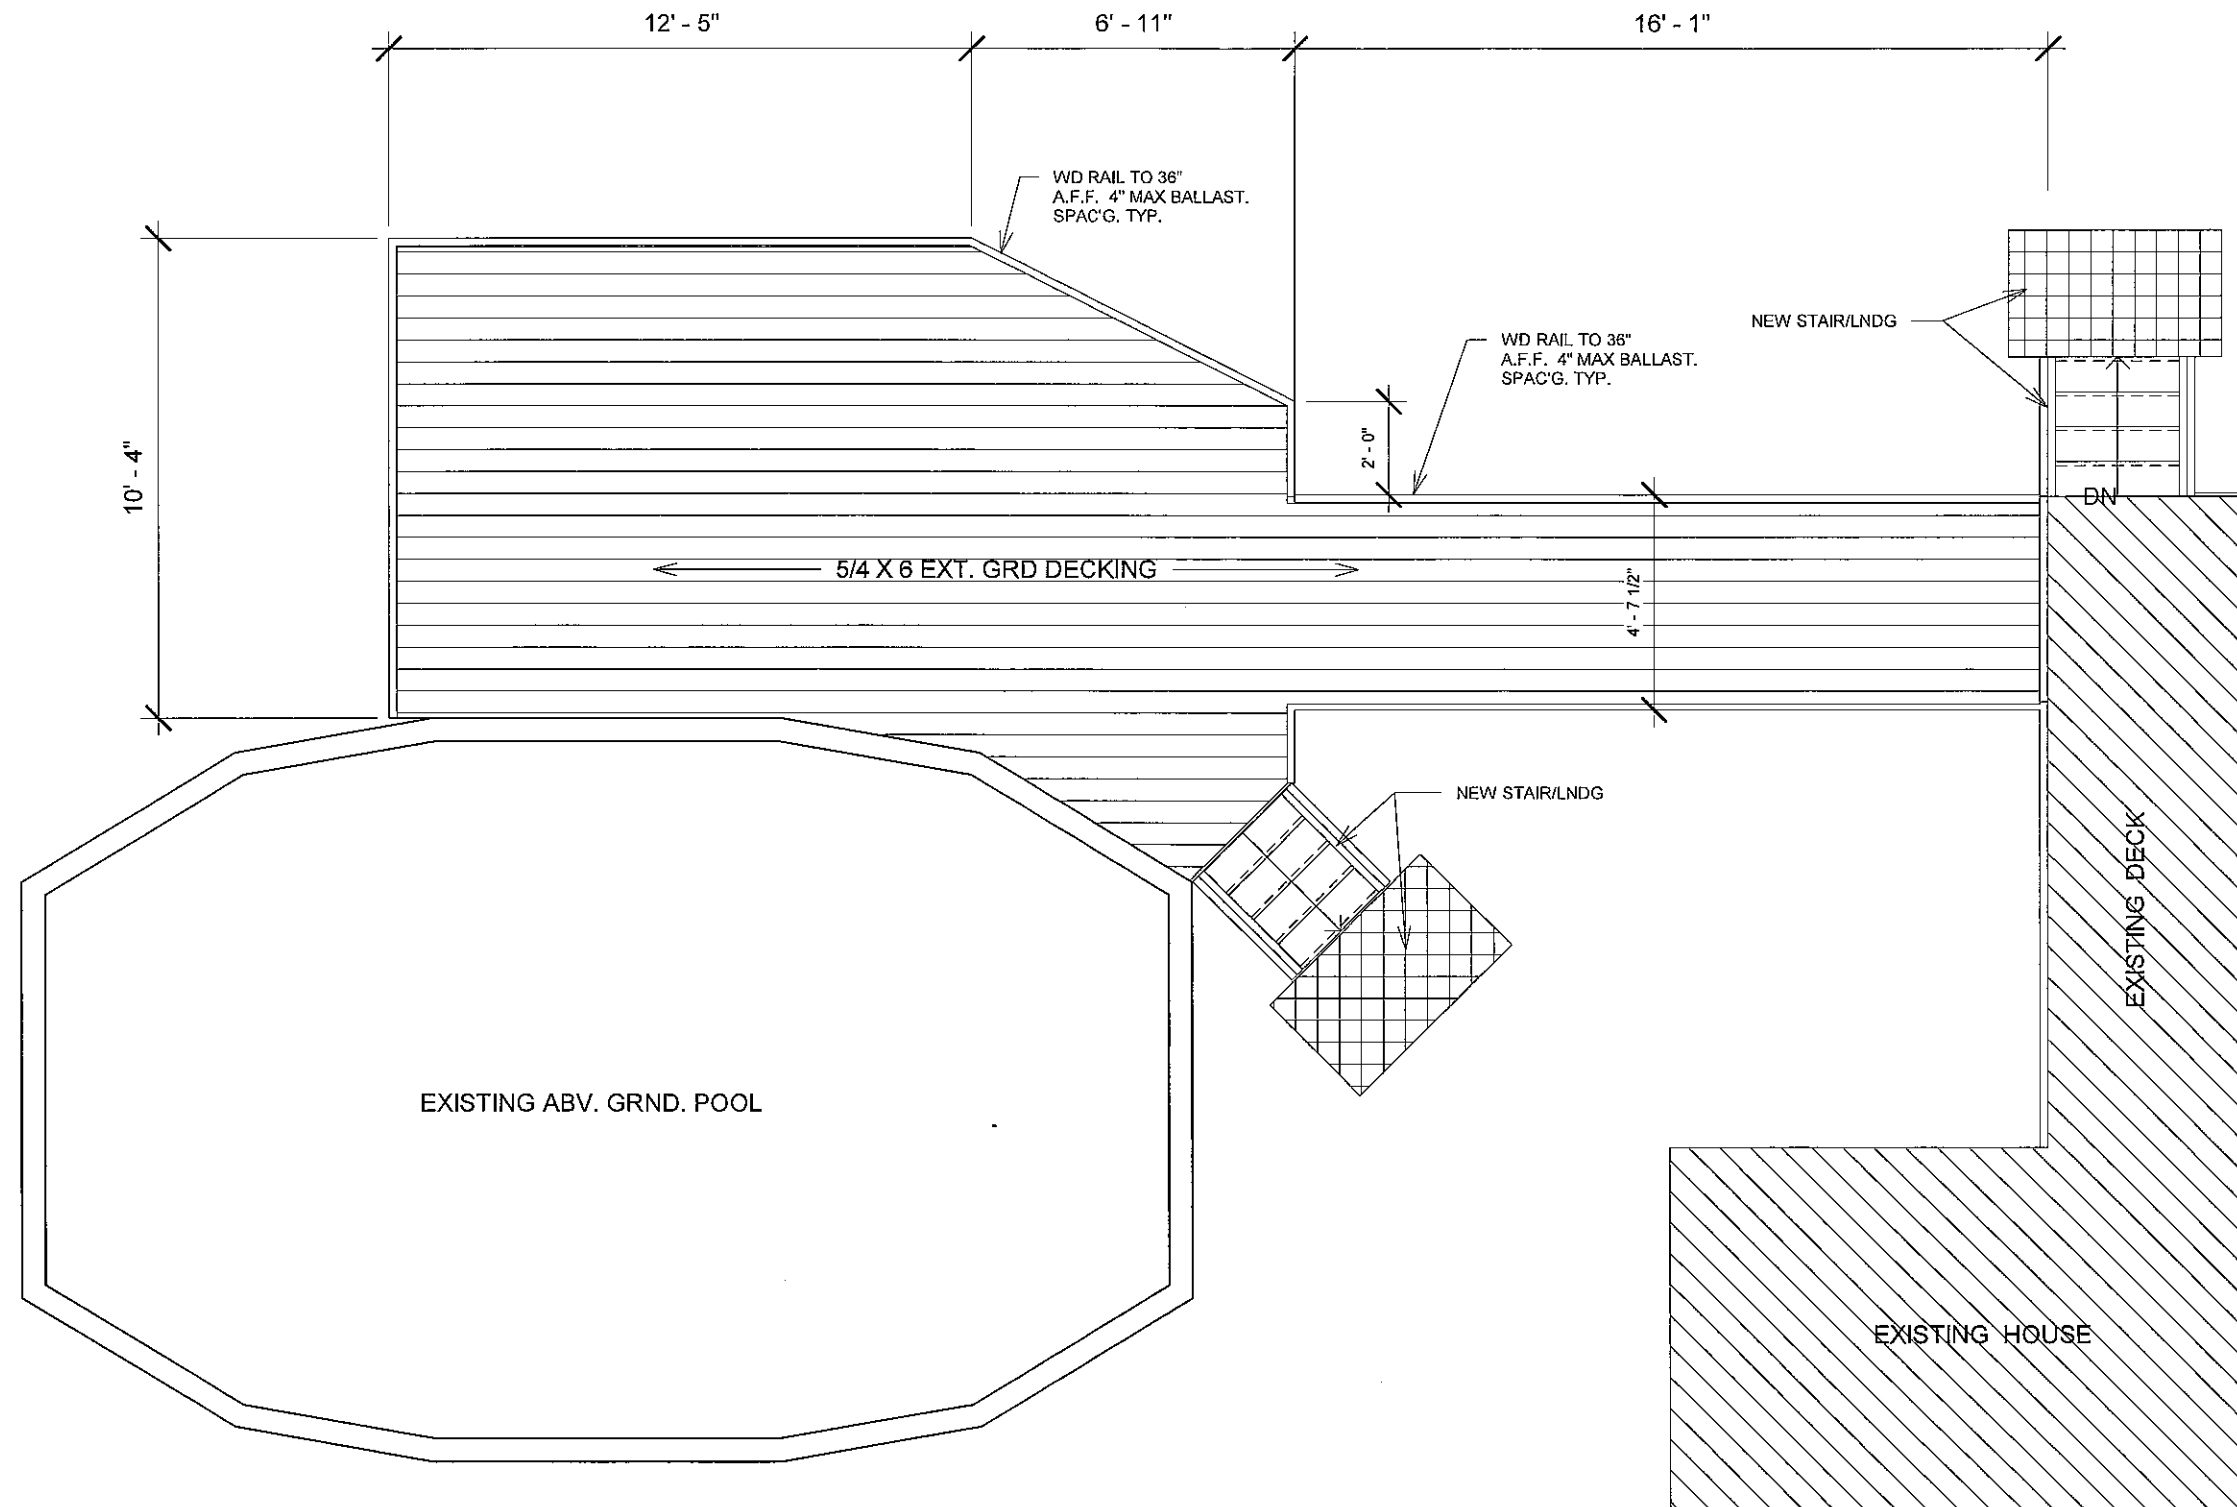 12' - 5"
6' - 11"
16' - 1"
WD RAIL TO 36"
A.F.F. 4" MAX BALLAST.
SPAC'G. TYP.
NEW STAIR/LNDG
WD RAIL TO 36"
A.F.F. 4" MAX BALLAST.
SPAC'G. TYP.
10' - 4"
2' - 0"
DN
5/4 X 6 EXT. GRD DECKING
4' - 7 1/2"
NEW STAIR/LNDG
EXISTING DECK
EXISTING ABV. GRND. POOL
EXISTING HOUSE